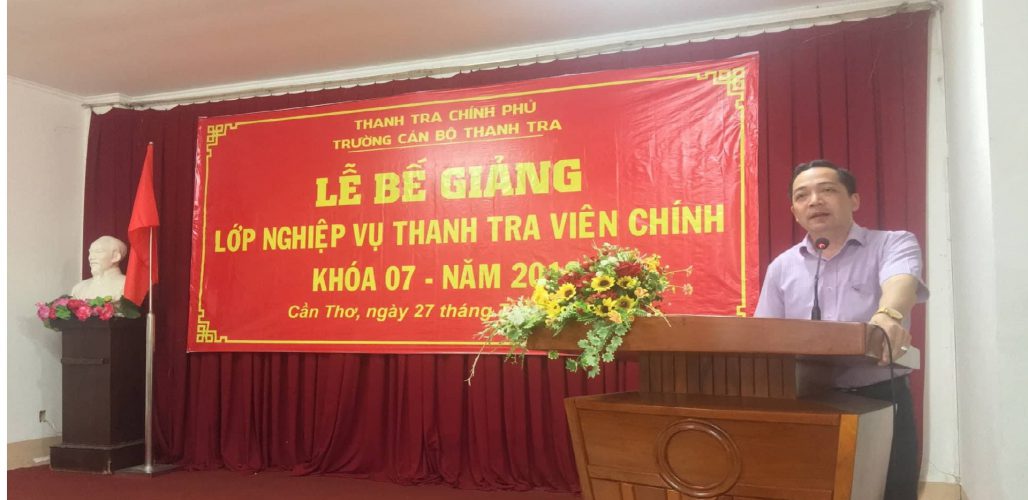 THANH TRA CHÍNH PHỦ
TRƯỜNG CÁN BỘ THANH TRA
LỄ BẾ GIẢNG
LỚP NGHIỆP VỤ THANH TRA VIÊN CHÍNH
KHÓA 07 - NĂM
Cần Thơ, ngày 27 tháng